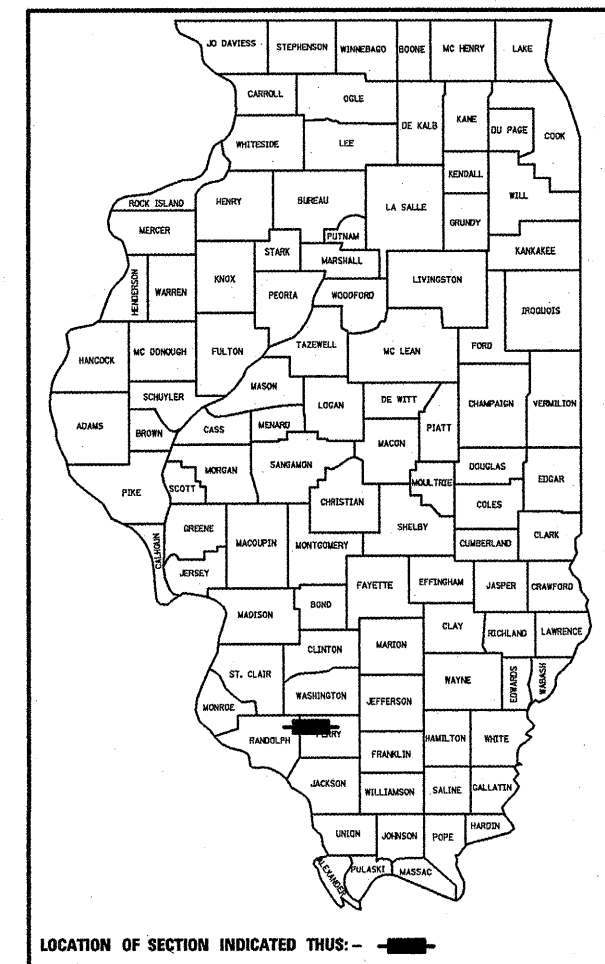 JO DAVIESS STEPHENSON WINNEBAGO BOONE MC HENRY LAKE
CARROLL OGLE DE KALB KANE DU PAGE COOK
WHITESIDE LEE KENDALL WILL
ROCK ISLAND HENRY BUREAU LA SALLE GRUNDY
MERCER PUTNAM KANKAKEE
STARK MARSHALL
HENDERSON WARREN KNOX PEORIA WOODFORD LIVINGSTON IROQUOIS
HANCOCK MC DONOUGH FULTON TAZEWELL MC LEAN FORD
MASON
SCHUYLER LOGAN DE WITT CHAMPAIGN VERMILION
ADAMS BROWN CASS MENARD PIATT
MACON
MORGAN SANGAMON DOUGLAS
PIKE SCOTT CHRISTIAN MOULTRIE COLES EDGAR
GREENE SHELBY
CALHOUN MACOUPIN MONTGOMERY CUMBERLAND CLARK
JERSEY FAYETTE EFFINGHAM JASPER CRAWFORD
MADISON BOND
CLAY RICHLAND LAWRENCE
CLINTON MARION
ST. CLAIR WAYNE EDWARDS WABASH
WASHINGTON JEFFERSON
MONROE
RANDOLPH PERRY HAMILTON WHITE
FRANKLIN
JACKSON WILLIAMSON SALINE GALLATIN
UNION JOHNSON POPE HARDIN
ALEXANDER PULASKI MASSAC
LOCATION OF SECTION INDICATED THUS: –